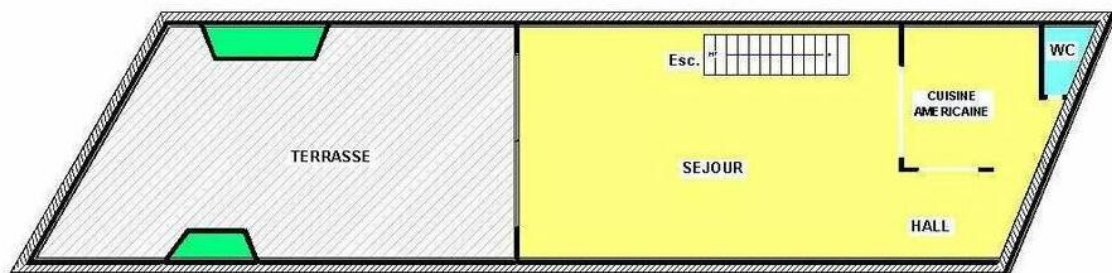 WC
Esc.
CUISINE
AMERICAINE
TERRASSE
SEJOUR
HALL